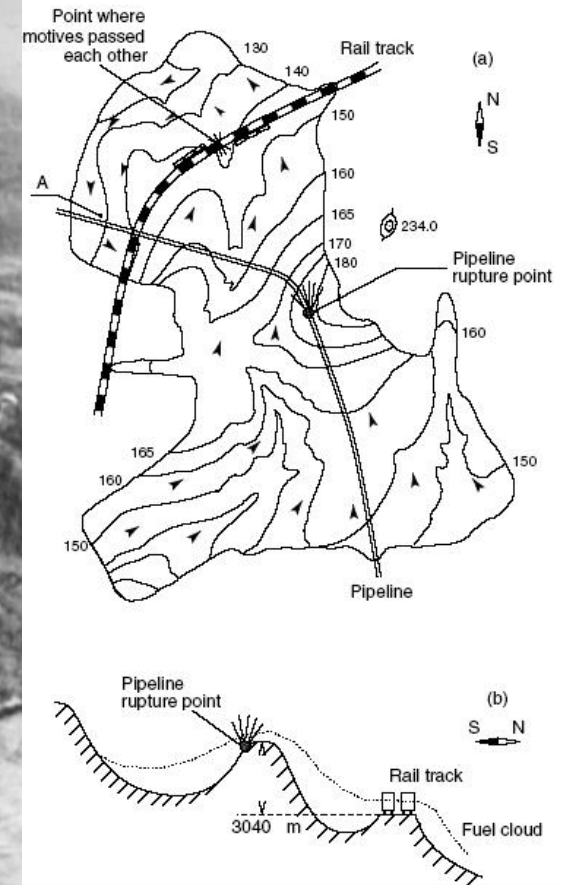 Point where
motives passed
each other
130
Rail track
(a)
140
150
N
S
160
A
165
234.0
170
180
Pipeline
rupture point
160
165
150
160
150
Pipeline
Pipeline
rupture point
(b)
S N
Rail track
3040 m
Fuel cloud